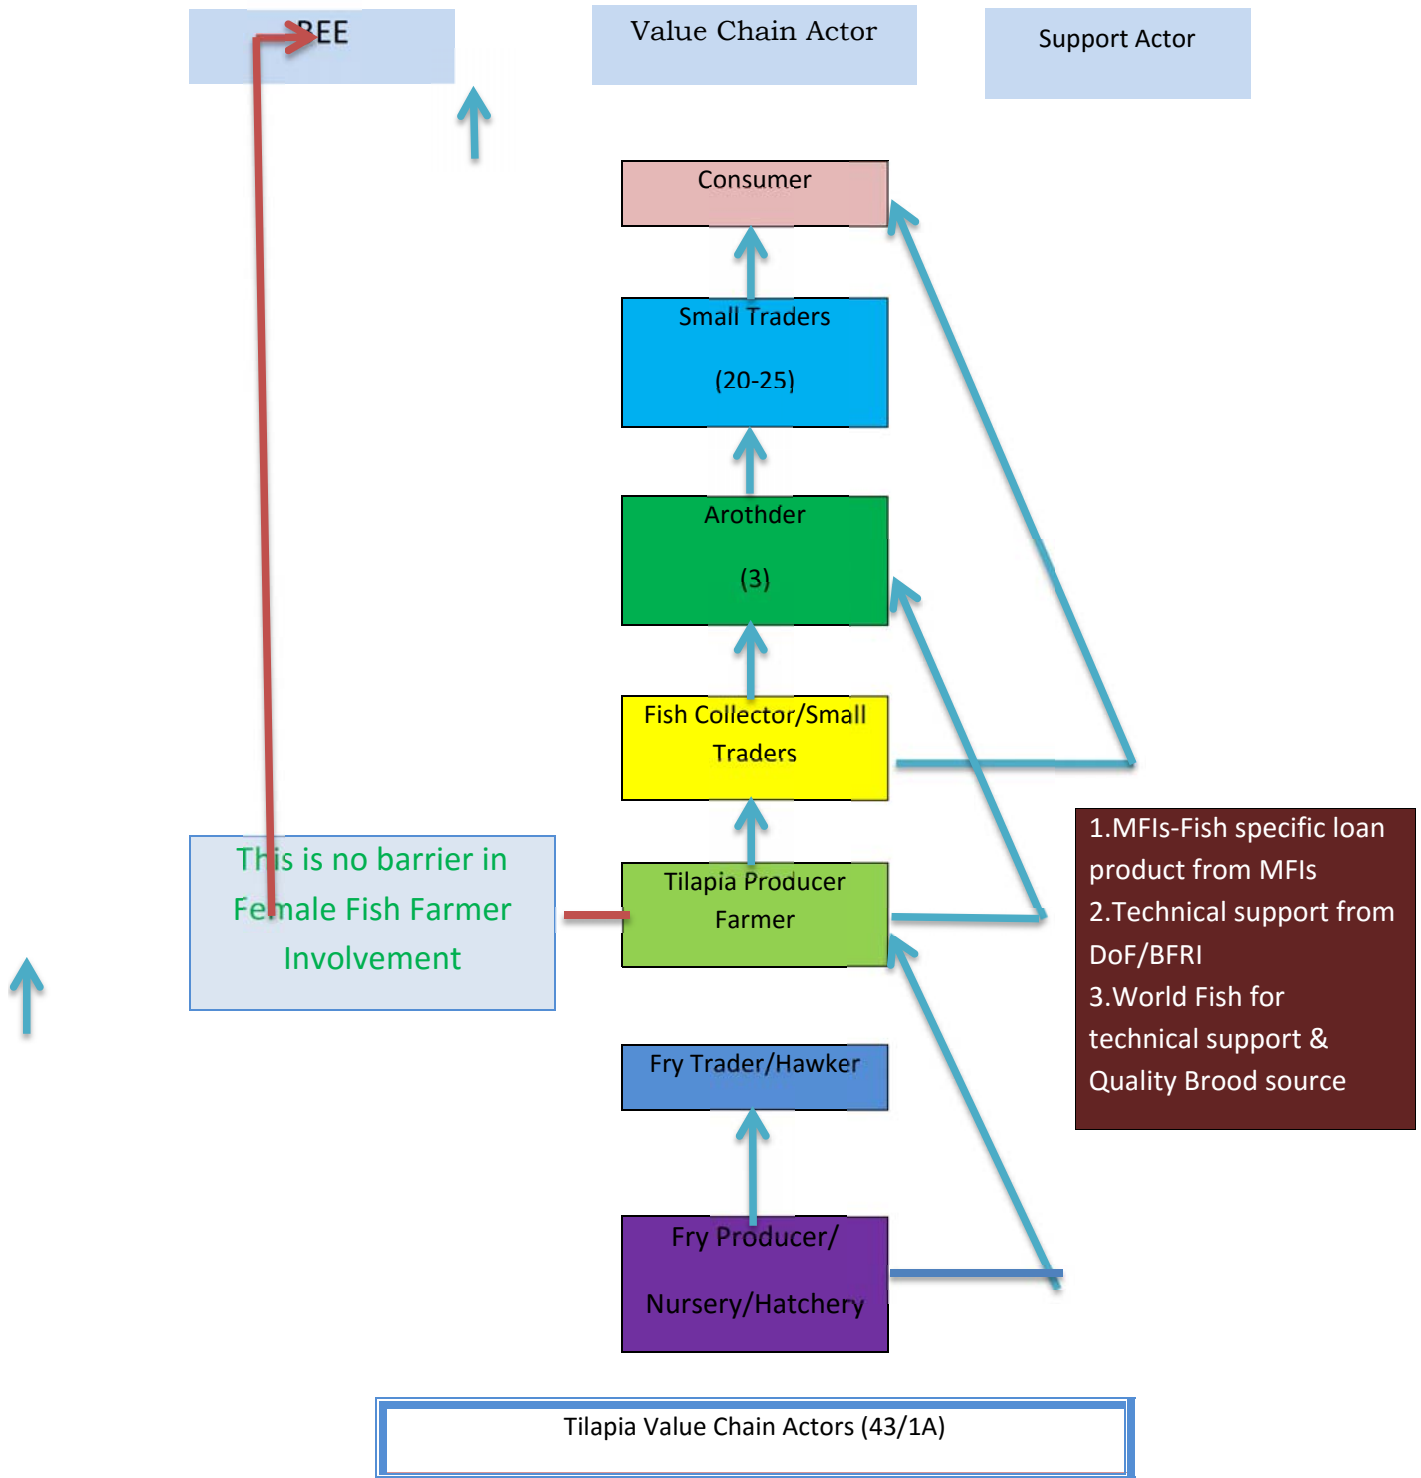 BEE
Value Chain Actor
Support Actor
Consumer
Small Traders
(20-25)
Arothder
(3)
Fish Collector/Small
Traders
This is no barrier in
Female Fish Farmer
Involvement
Tilapia Producer
Farmer
1.MFIs-Fish specific loan
product from MFIs
2.Technical support from
DoF/BFRI
3.World Fish for
technical support &
Quality Brood source
Fry Trader/Hawker
Fry Producer/
Nursery/Hatchery
Tilapia Value Chain Actors (43/1A)